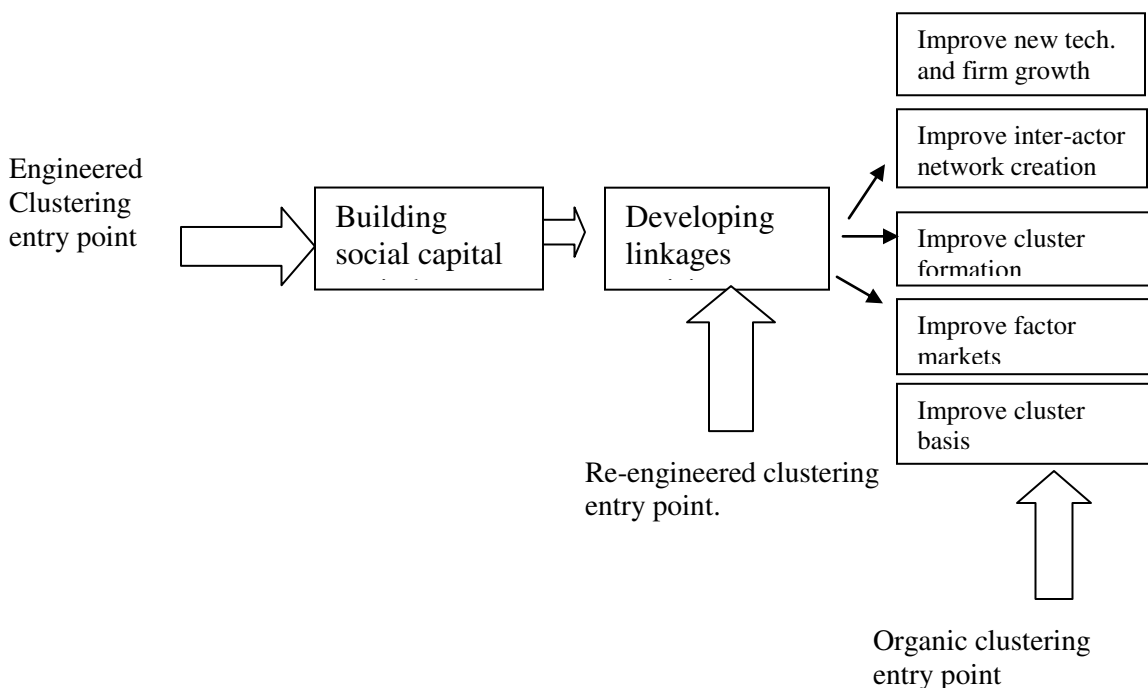 Engineered
Clustering
entry point
Building
social capital
Developing
linkages
Improve new tech.
and firm growth
Improve inter-actor
network creation
Improve cluster
formation
Improve factor
markets
Improve cluster
basis
Re-engineered clustering
entry point.
Organic clustering
entry point